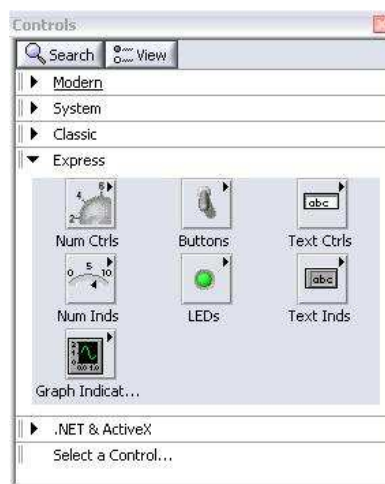 Controls
Search View
Modern
System
Classic
Express
Num Ctrls Buttons Text Ctrls
Num Inds LEDs Text Inds
Graph Indicat...
.NET & ActiveX
Select a Control...